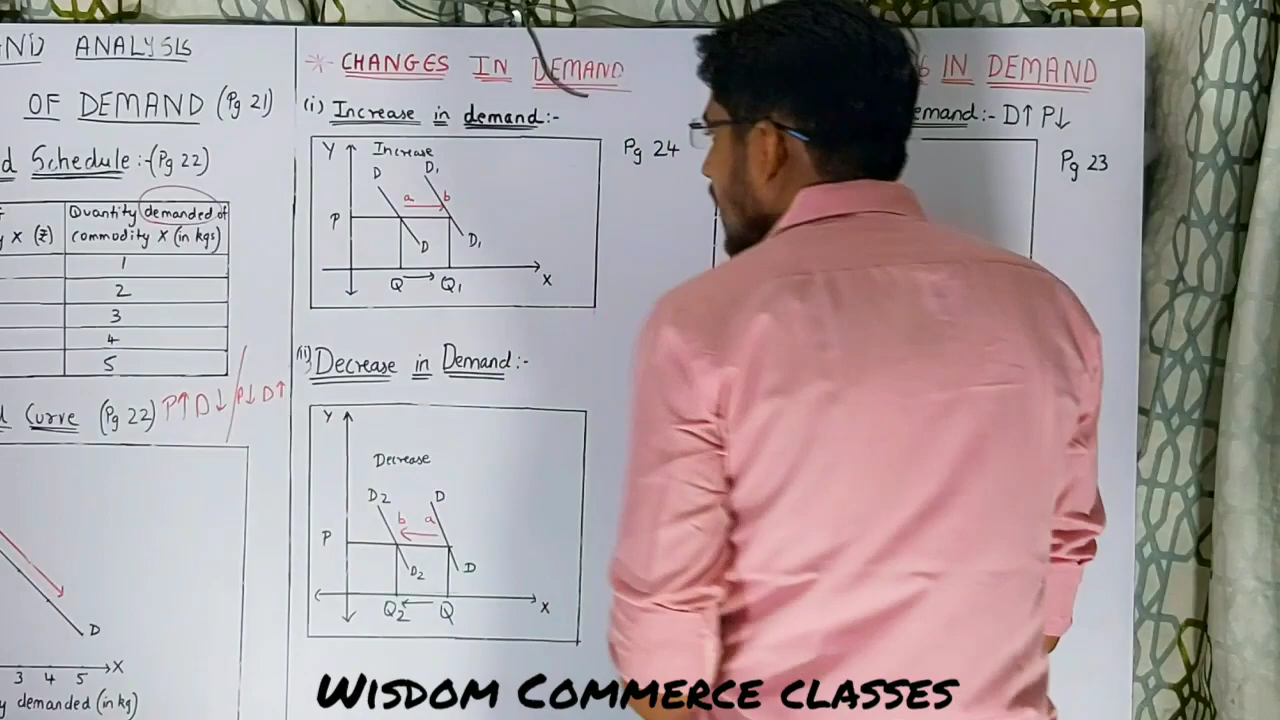 ANALYSIS
OF DEMAND (Pg 21)
Schedule :- (Pg 22)
Quantity demanded of
X (₹) commodity X (in kgs)
1
2
3
4
5
Curve (Pg 22) P↑ D↓ / P↓ D↑
D
3 4 5 X
demanded (in kg)
* CHANGES IN DEMAND
(i) Increase in demand :-
Pg 24
Y Increase
D D₁
a b
P
D D₁
Q → Q₁ X
(ii) Decrease in Demand :-
Y
Decrease
D2 D
b a
P
D2 D
Q2 ← Q X
IN DEMAND
emand :- D↑ P↓
Pg 23
WISDOM COMMERCE CLASSES